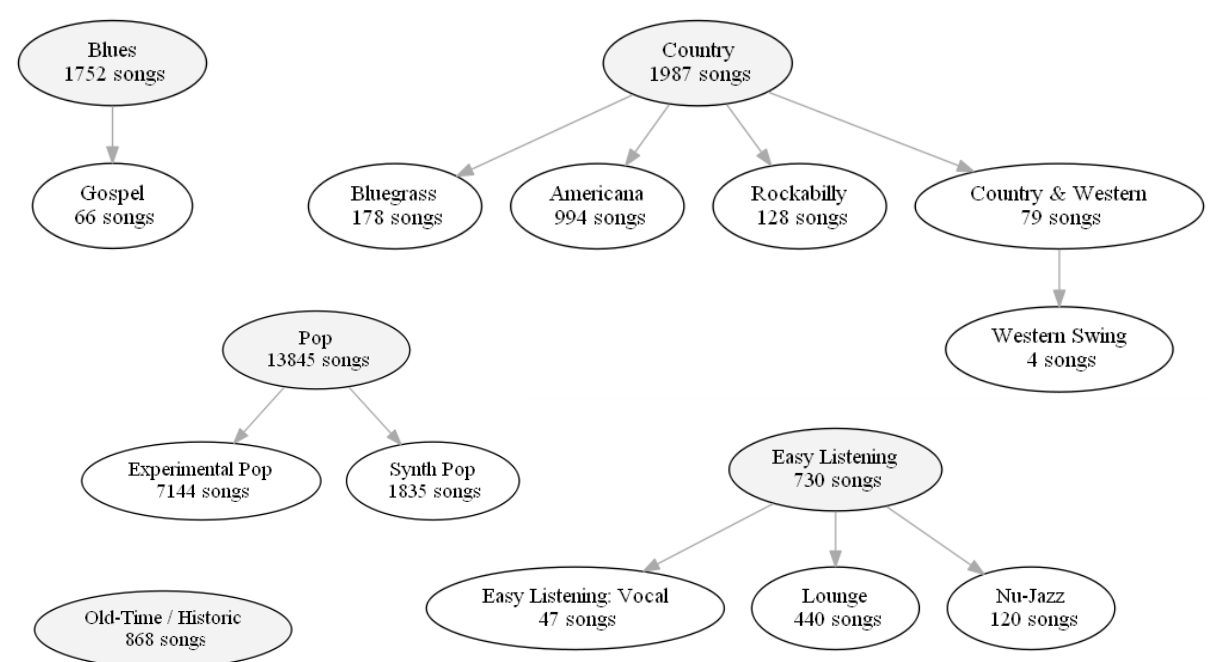 Blues
1752 songs
Country
1987 songs
Gospel
66 songs
Bluegrass
178 songs
Americana
994 songs
Rockabilly
128 songs
Country & Western
79 songs
Pop
13845 songs
Western Swing
4 songs
Experimental Pop
7144 songs
Synth Pop
1835 songs
Easy Listening
730 songs
Easy Listening: Vocal
47 songs
Lounge
440 songs
Nu-Jazz
120 songs
Old-Time / Historic
868 songs